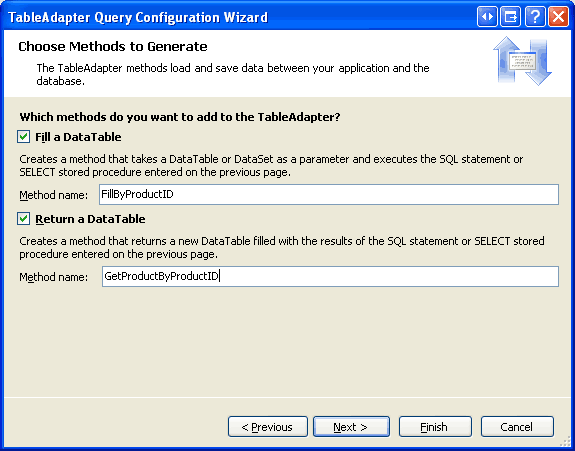 TableAdapter Query Configuration Wizard
Choose Methods to Generate
The TableAdapter methods load and save data between your application and the
database.
Which methods do you want to add to the TableAdapter?
Fill a DataTable
Creates a method that takes a DataTable or DataSet as a parameter and executes the SQL statement or
SELECT stored procedure entered on the previous page.
Method name: FillByProductID
Return a DataTable
Creates a method that returns a new DataTable filled with the results of the SQL statement or SELECT stored
procedure entered on the previous page.
Method name: GetProductByProductID
< Previous Next > Finish Cancel